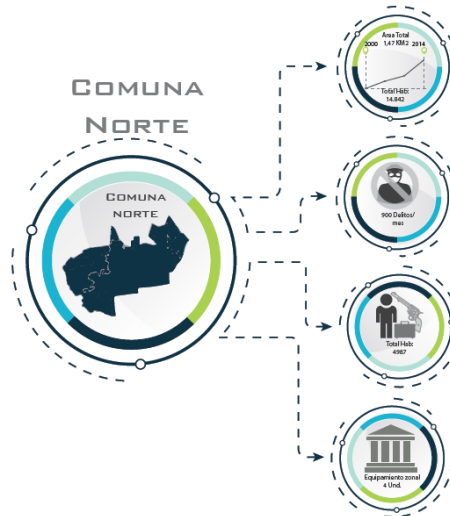 COMUNA
NORTE
COMUNA
NORTE
Area Total
2000 1,47 KM2 2014
Total Hab:
14.842
900 Delitos/
mes
Total Hab:
4987
Equipamiento zonal
4 Und.